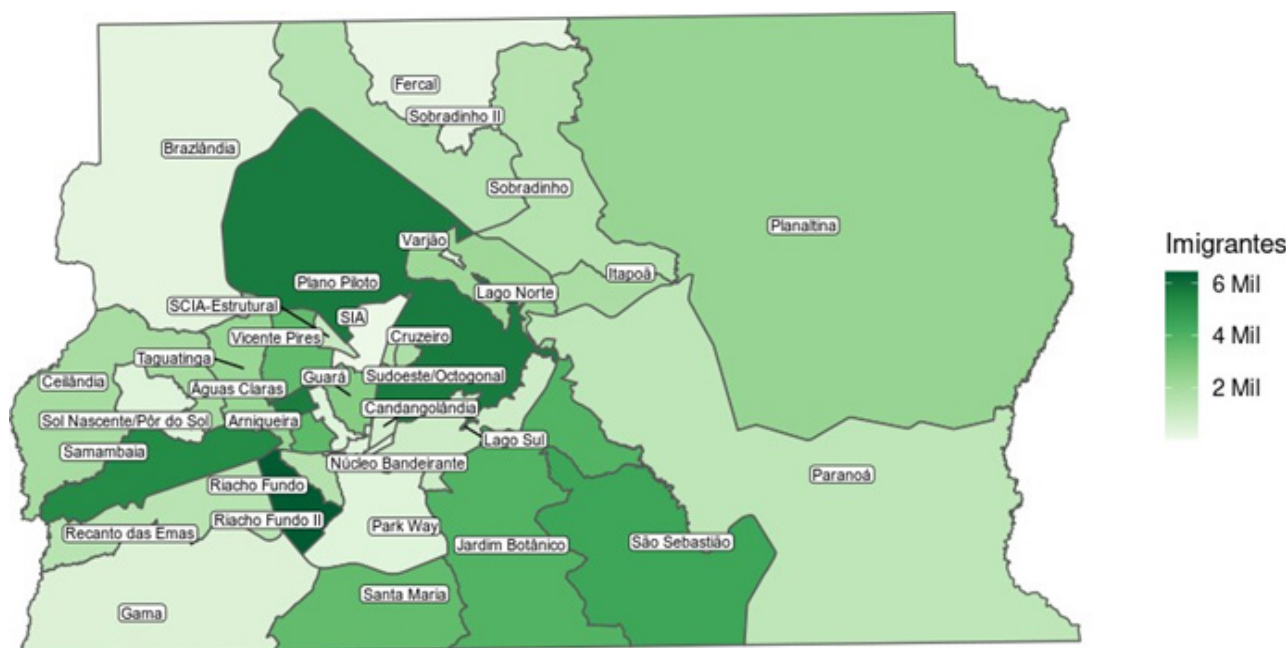 Fercal
Sobradinho II
Brazlândia
Sobradinho
Planaltina
Varjão
Itapoã
Plano Piloto
Lago Norte
SCIA-Estrutural
SIA
Vicente Pires
Cruzeiro
Taguatinga
Ceilândia
Guará
Sudoeste/Octogonal
Águas Claras
Candangolândia
Sol Nascente/Pôr do Sol
Arniqueira
Lago Sul
Samambaia
Núcleo Bandeirante
Paranoá
Riacho Fundo
Riacho Fundo II
Park Way
Recanto das Emas
Jardim Botânico
São Sebastião
Santa Maria
Gama
Imigrantes
6 Mil
4 Mil
2 Mil